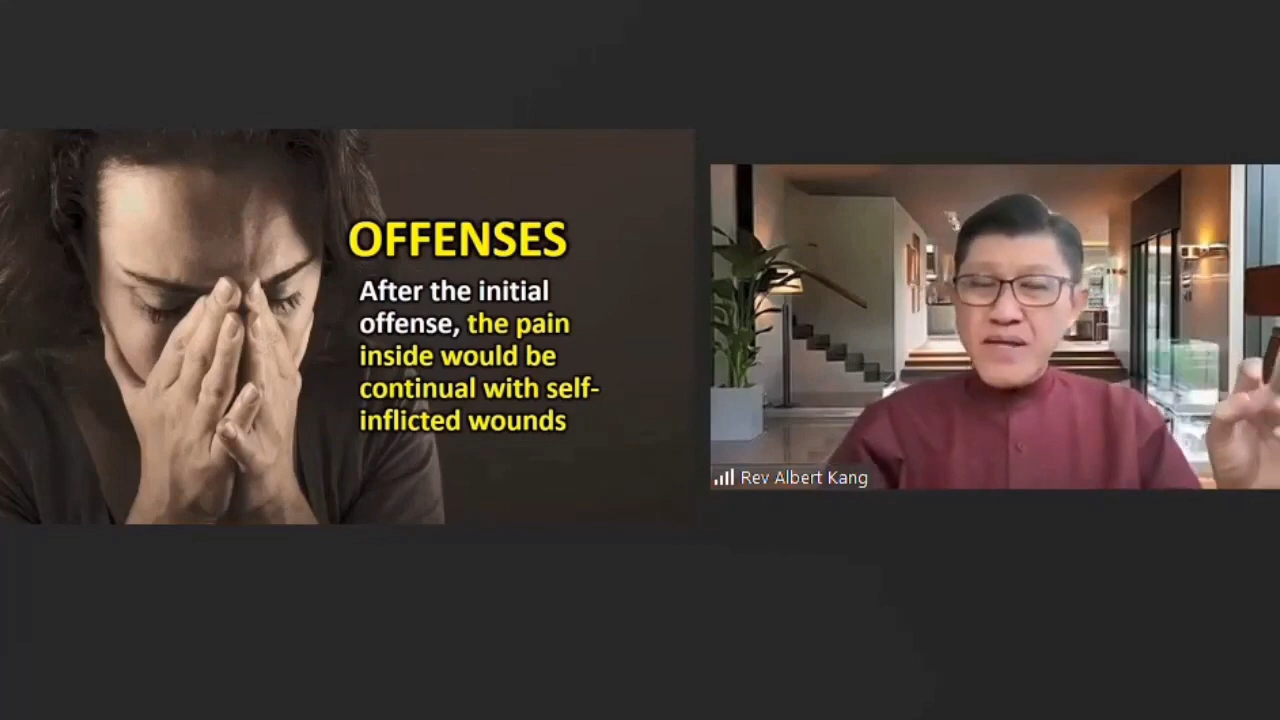 OFFENSES
After the initial
offense, the pain
inside would be
continual with self-
inflicted wounds
Rev Albert Kang